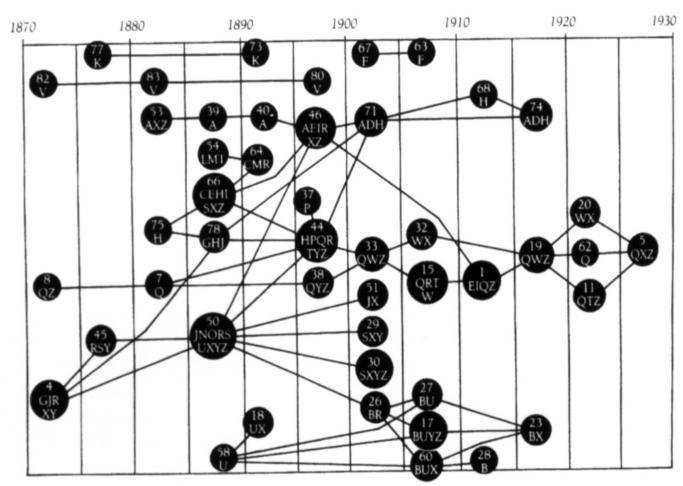 1870 1880 1890 1900 1910 1920 1930
77
K
73
K
67
F
63
F
82
V
83
V
80
V
53
AXZ
39
A
40
A
46
AEIR
XZ
71
ADH
68
H
74
ADH
54
LMT
64
CMR
66
CEHI
SXZ
37
P
75
H
78
GHJ
44
HPQR
TYZ
32
WX
20
WX
33
QWZ
19
QWZ
62
Q
5
QXZ
8
QZ
7
Q
38
QYZ
15
QRT
W
1
EIQZ
11
QTZ
51
JX
50
JNORS
UXYZ
45
RSY
29
SXY
30
SXYZ
4
GJR
XY
27
BU
26
BR
18
UX
17
BUYZ
23
BX
58
U
60
BUX
28
B